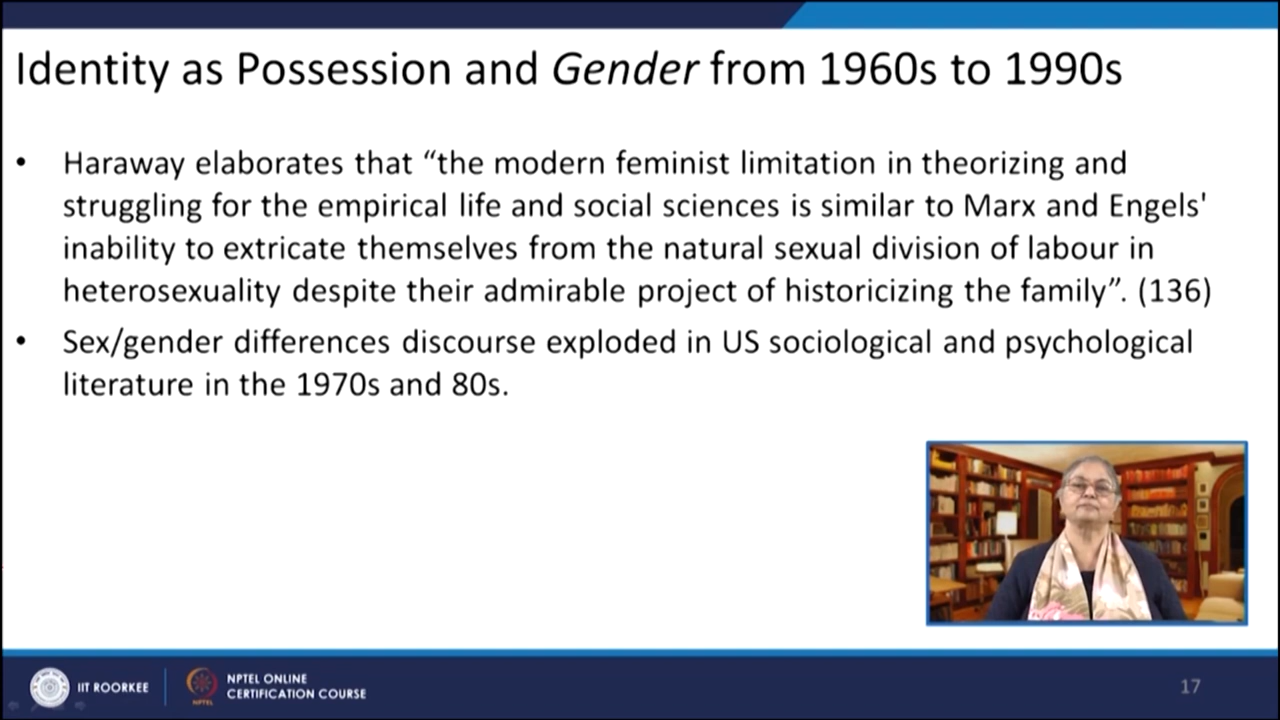 Identity as Possession and Gender from 1960s to 1990s
• Haraway elaborates that “the modern feminist limitation in theorizing and
struggling for the empirical life and social sciences is similar to Marx and Engels'
inability to extricate themselves from the natural sexual division of labour in
heterosexuality despite their admirable project of historicizing the family”. (136)
• Sex/gender differences discourse exploded in US sociological and psychological
literature in the 1970s and 80s.
IIT ROORKEE
NPTEL
NPTEL ONLINE
CERTIFICATION COURSE
17